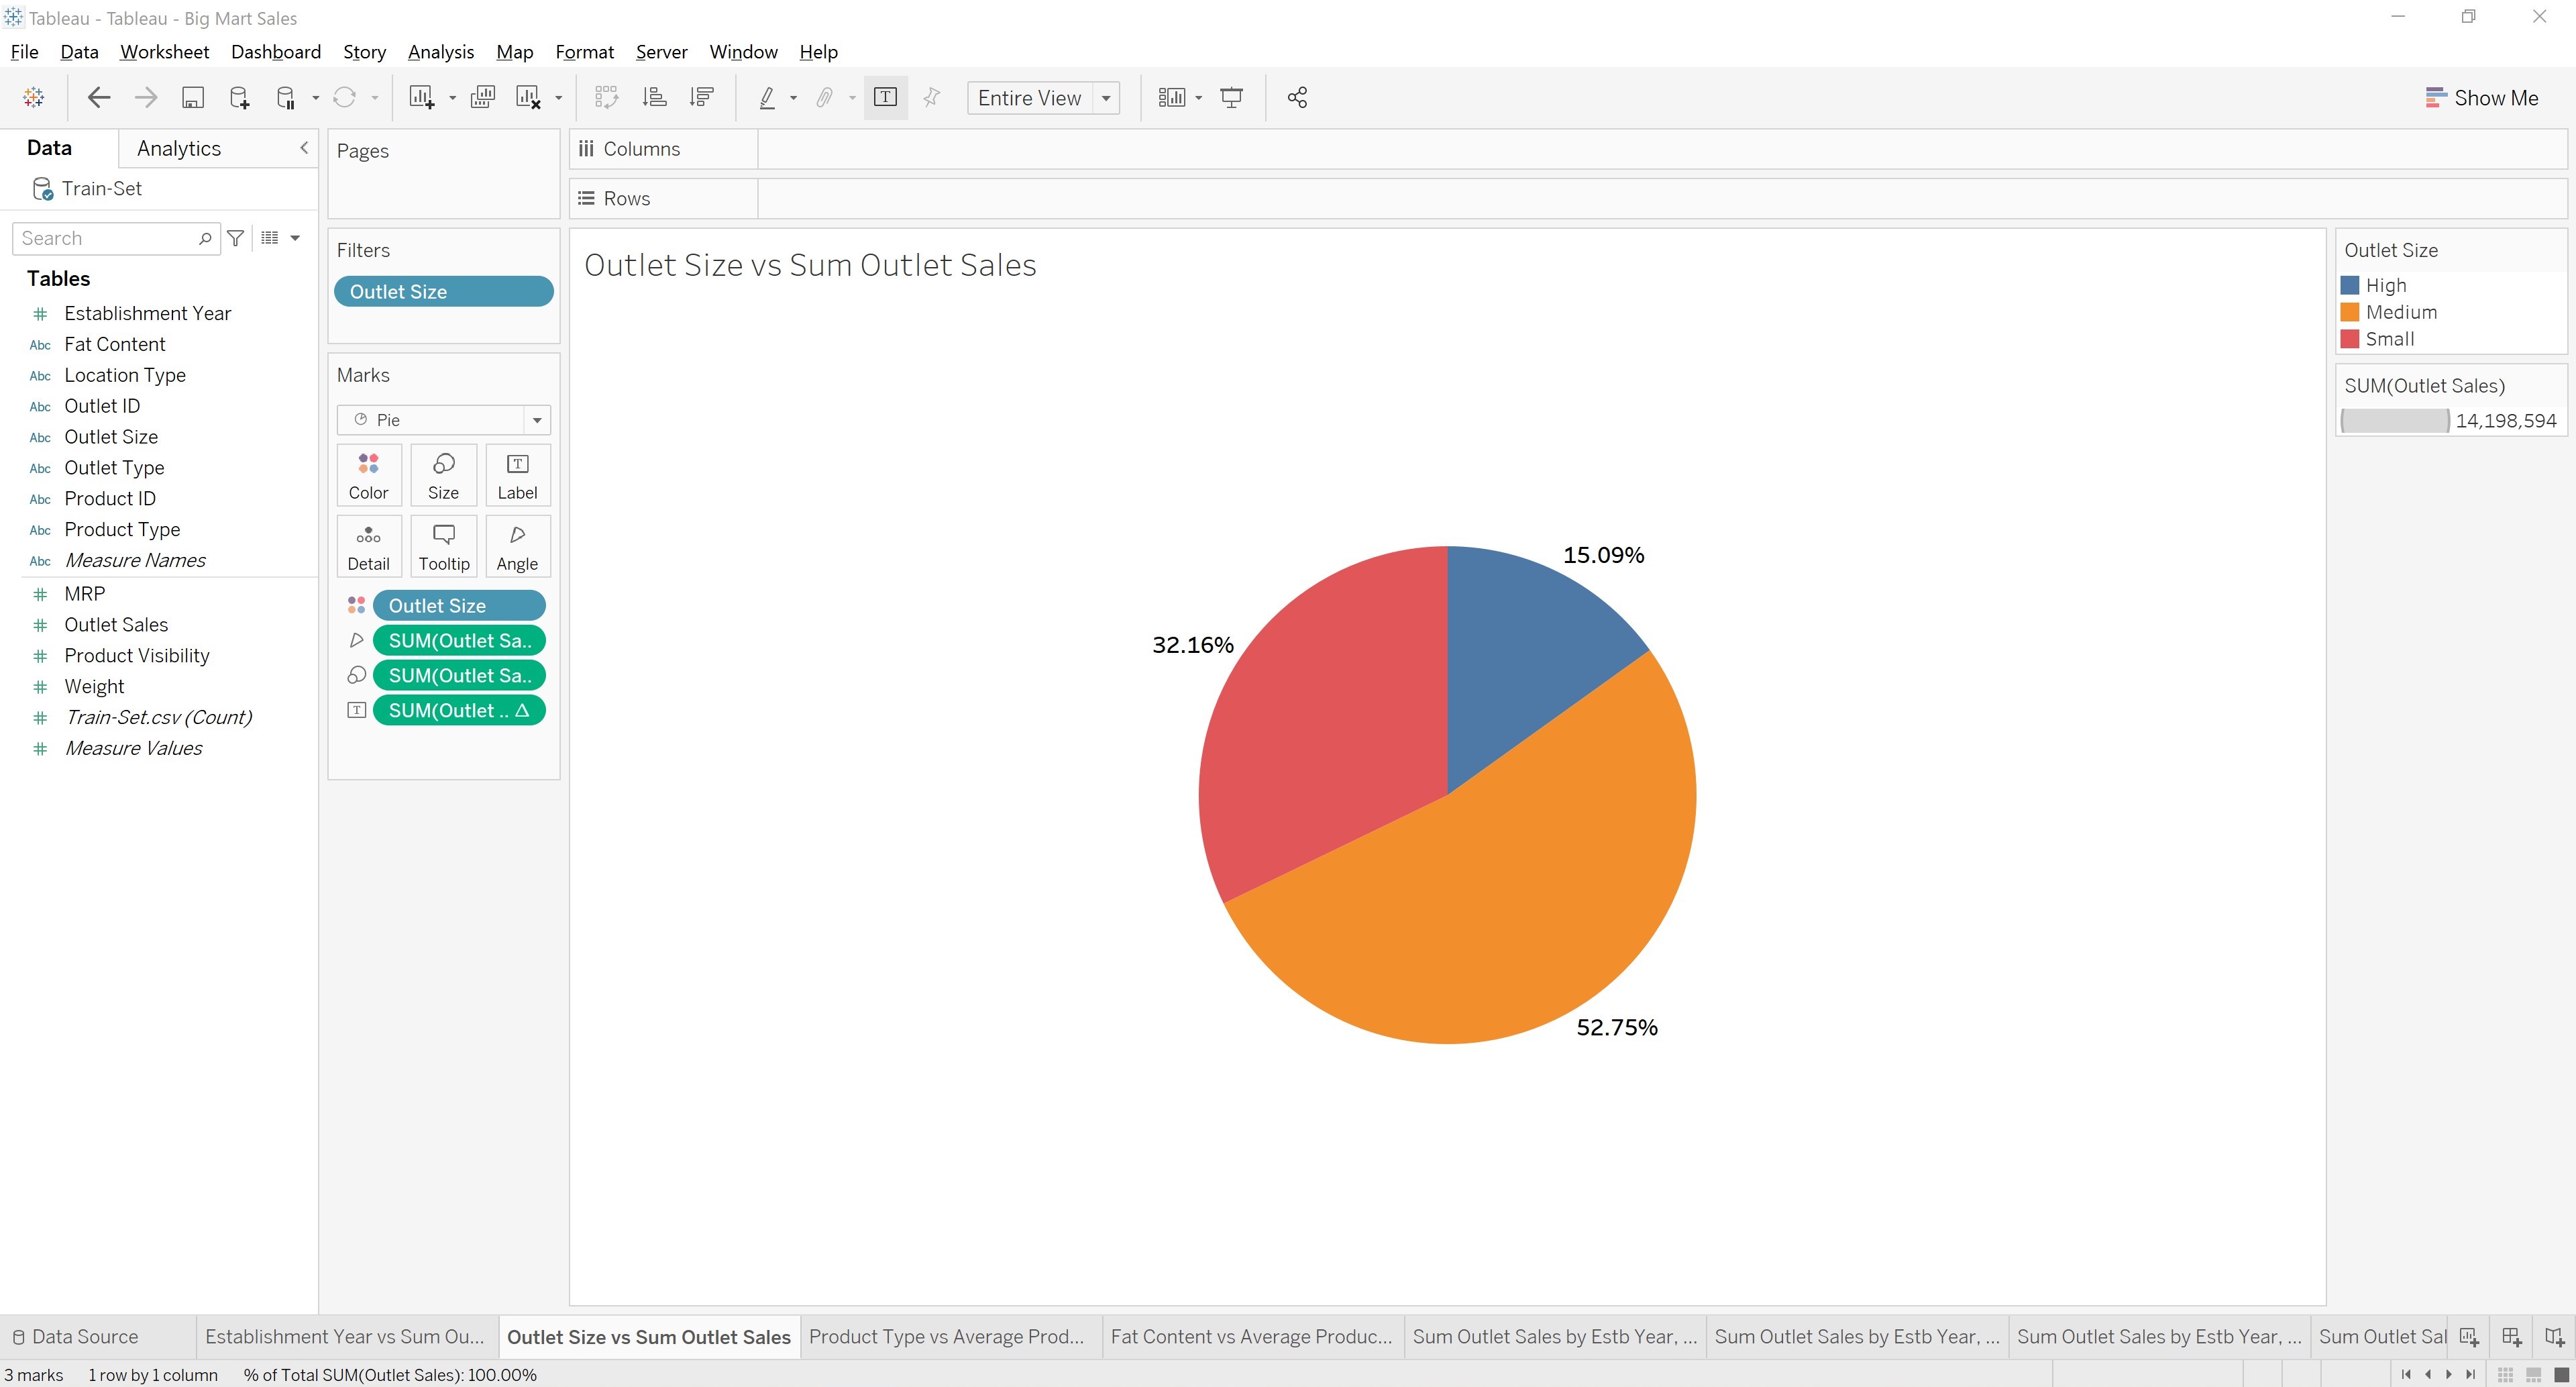 Tableau - Tableau - Big Mart Sales
File Data Worksheet Dashboard Story Analysis Map Format Server Window Help
Entire View
Show Me
Data
Analytics
Train-Set
Search
Tables
Establishment Year
Abc Fat Content
Abc Location Type
Abc Outlet ID
Abc Outlet Size
Abc Outlet Type
Abc Product ID
Abc Product Type
Abc Measure Names
MRP
Outlet Sales
Product Visibility
Weight
Train-Set.csv (Count)
Measure Values
Pages
Filters
Outlet Size
Marks
Pie
Color Size Label
Detail Tooltip Angle
Outlet Size
SUM(Outlet Sa..
SUM(Outlet Sa..
SUM(Outlet .. Δ
Columns
Rows
Outlet Size vs Sum Outlet Sales
15.09%
32.16%
52.75%
Outlet Size
High
Medium
Small
SUM(Outlet Sales)
14,198,594
Data Source
Establishment Year vs Sum Ou...
Outlet Size vs Sum Outlet Sales
Product Type vs Average Prod...
Fat Content vs Average Produc...
Sum Outlet Sales by Estb Year, ...
Sum Outlet Sales by Estb Year, ...
Sum Outlet Sales by Estb Year, ...
Sum Outlet Sal
3 marks 1 row by 1 column % of Total SUM(Outlet Sales): 100.00%